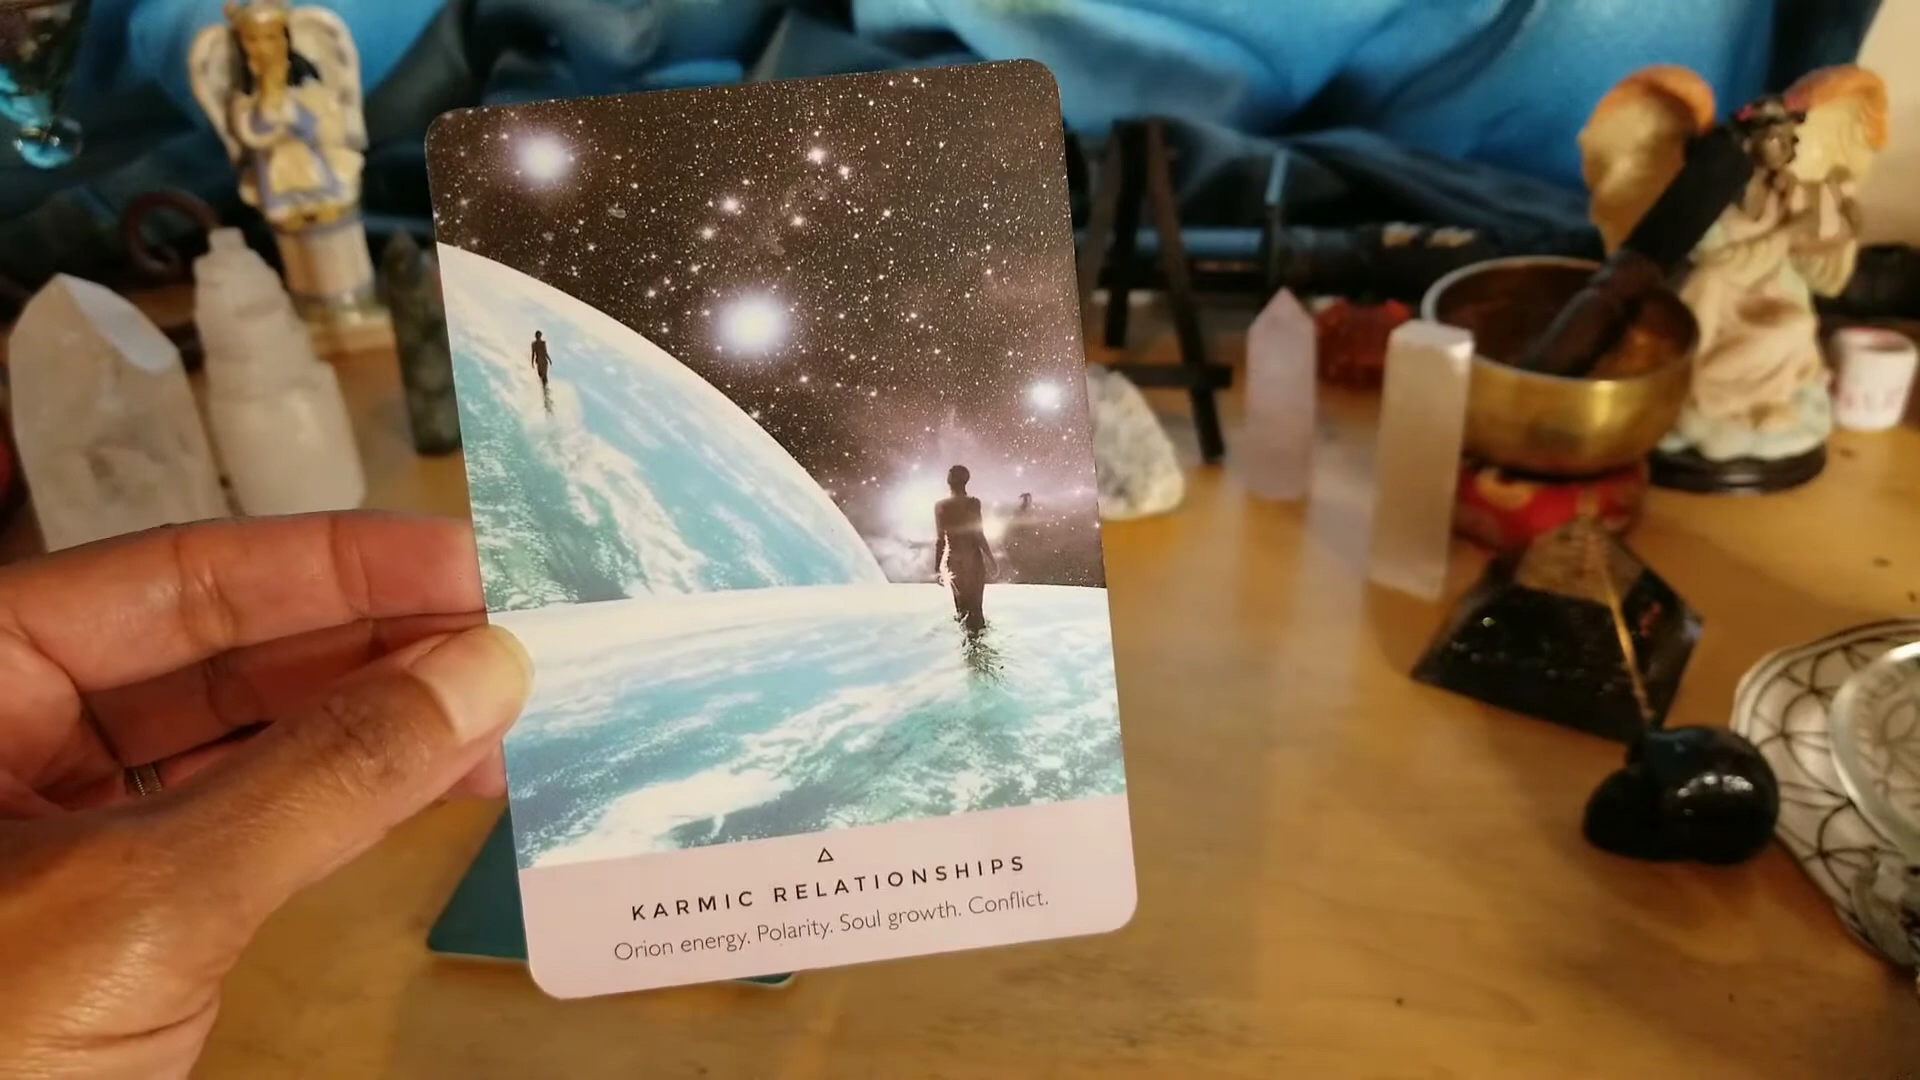 KARMIC RELATIONSHIPS
Orion energy. Polarity. Soul growth. Conflict.